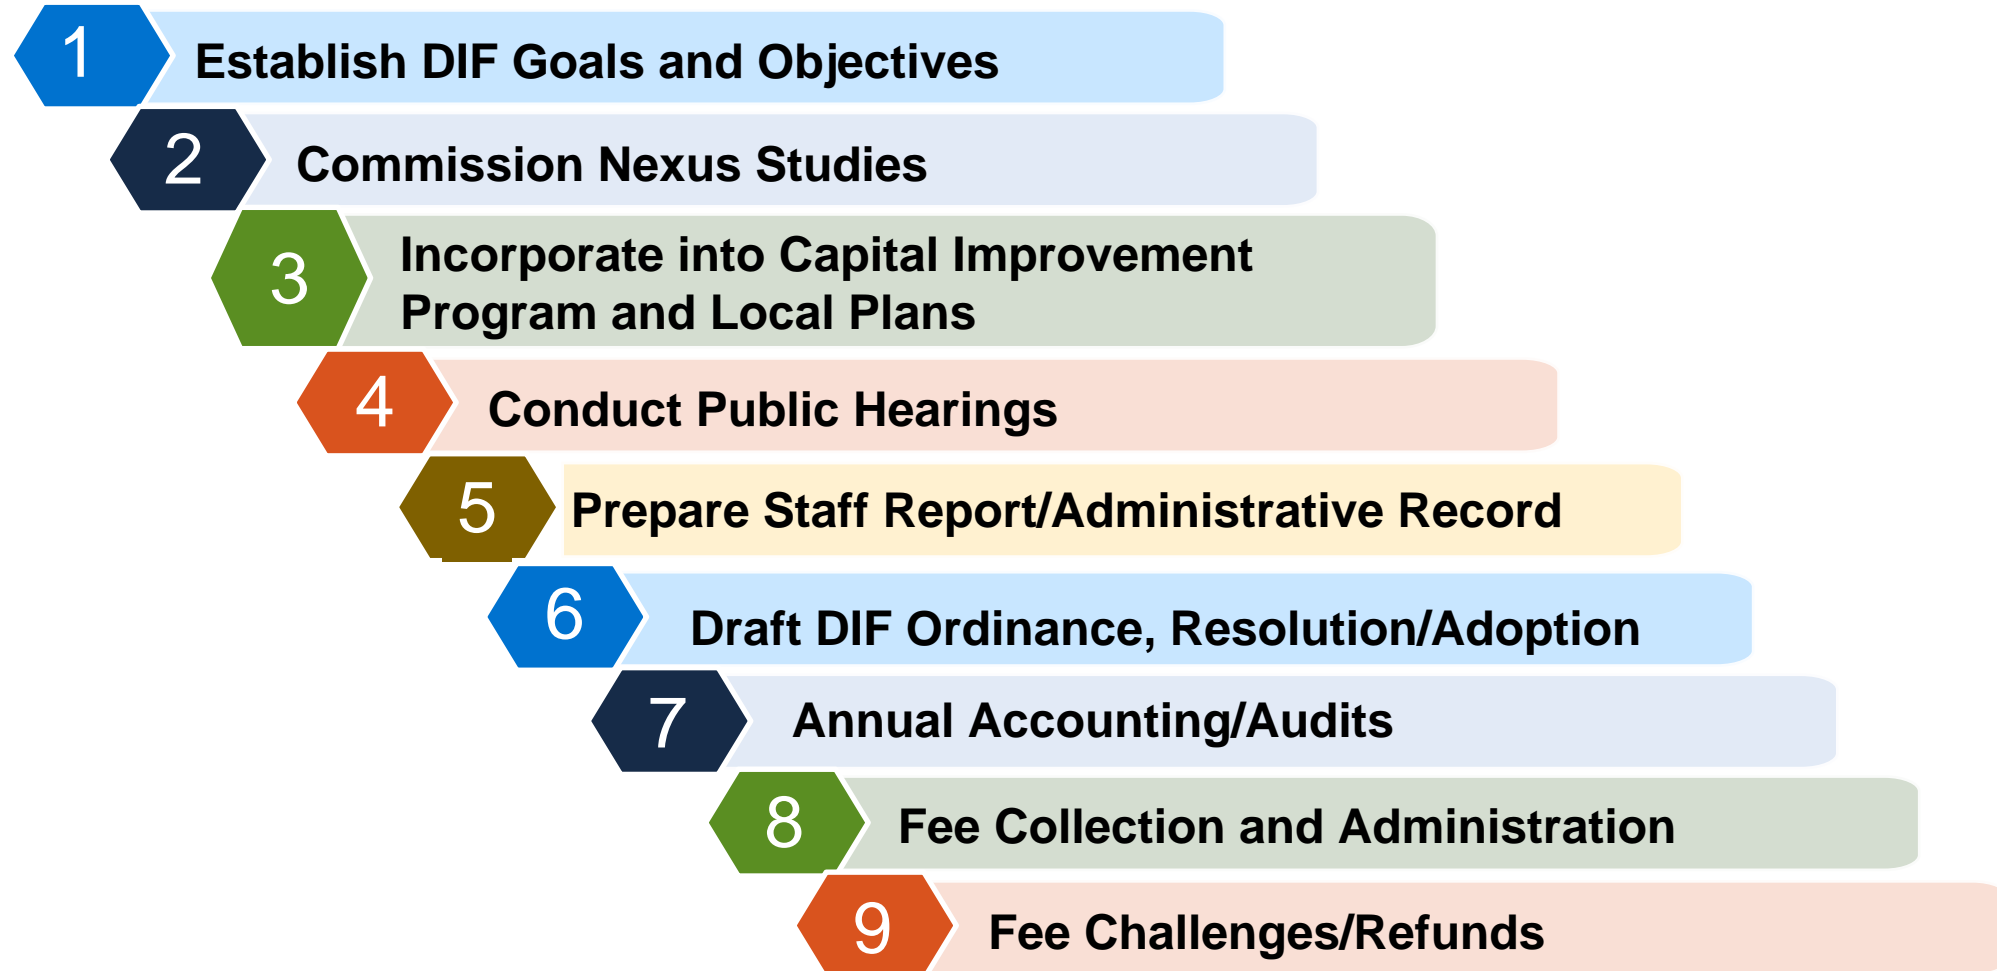 1
Establish DIF Goals and Objectives
2
Commission Nexus Studies
3
Incorporate into Capital Improvement
Program and Local Plans
4
Conduct Public Hearings
5
Prepare Staff Report/Administrative Record
6
Draft DIF Ordinance, Resolution/Adoption
7
Annual Accounting/Audits
8
Fee Collection and Administration
9
Fee Challenges/Refunds